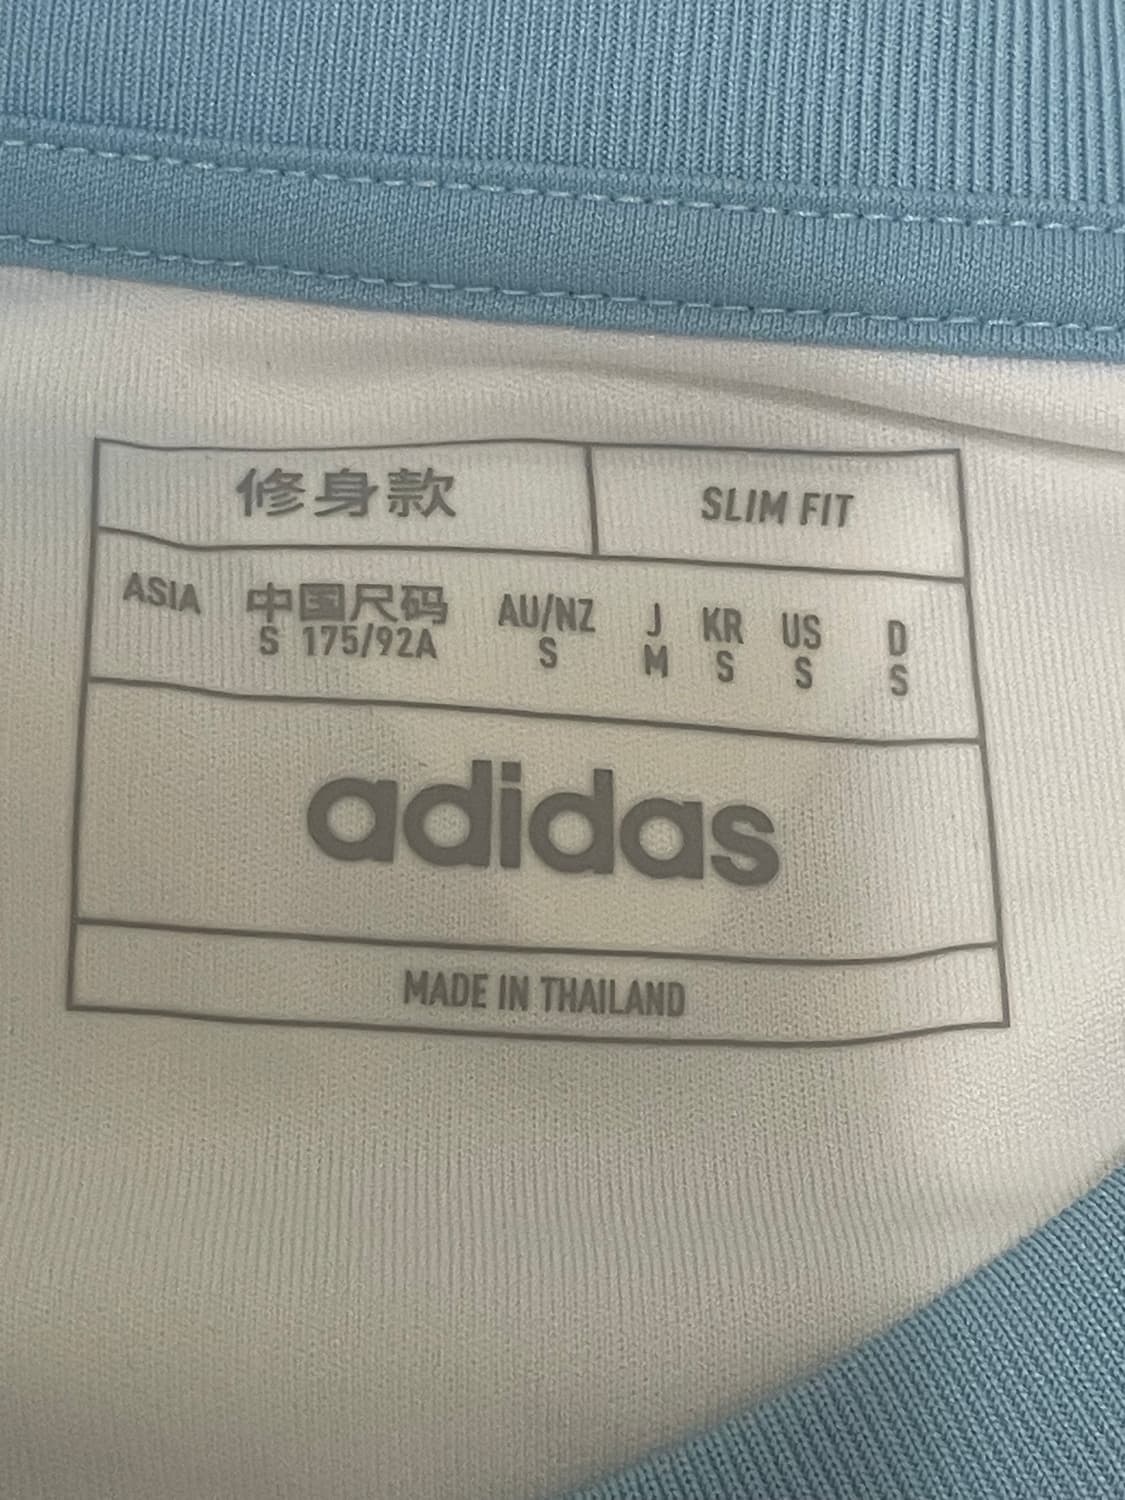 修身款 SLIM FIT
ASIA 中国尺码 AU/NZ J KR US D
S 175/92A S M S S S
adidas
MADE IN THAILAND